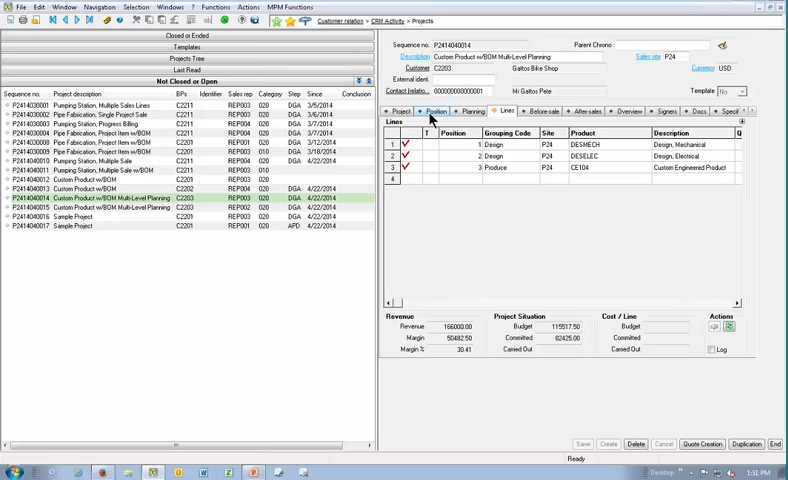 File Edit Window Navigation Selection Windows ? Functions Actions MPM Functions
Customer relation > CRM Activity > Projects
Closed or Ended
Templates
Projects Tree
Last Read
Not Closed or Open
Sequence no. Project description BPs Identifier Sales rep Category Step Since Conclusion
P2414030001 Pumping Station, Multiple Sales Lines C2211 REP003 020 DGA 3/5/2014
P2414030002 Pipe Fabrication, Single Project Sale C2201 REP003 020 DGA 3/6/2014
P2414030003 Pumping Station, Progress Billing C2211 REP003 020 DGA 3/7/2014
P2414030004 Pipe Fabrication, Project Item w/BOM C2211 REP003 020 DGA 3/7/2014
P2414030008 Pipe Fabrication, Project Item w/BOM C2201 REP001 020 DGA 3/12/2014
P2414030009 Pipe Fabrication, Project Item w/BOM C2201 REP003 010 DGA 3/18/2014
P2414040010 Pumping Station, Multiple Sale C2211 REP003 020 DGA 4/22/2014
P2414040011 Pumping Station, Multiple Sale w/BOM C2211 REP003 010
P2414040012 Custom Product w/BOM C2201 REP003 020 DGA 4/22/2014
P2414040013 Custom Product w/BOM C2202 REP003 020 DGA 4/22/2014
P2414040014 Custom Product w/BOM Multi-Level Planning C2203 REP003 020 DGA 4/22/2014
P2414040015 Custom Product w/BOM Multi-Level Planning C2203 REP002 020 DGA 4/22/2014
P2414040016 Sample Project C2203 REP003 020 DGA 4/22/2014
P2414040017 Sample Project C2201 REP001 020 APD 4/22/2014
Sequence no. P2414040014 Parent Chrono
Description Custom Product w/BOM Multi-Level Planning Sales site P24
Customer C2203 Gattos Bike Shop Currency USD
External ident.
Contact (relatio... 000000000000001 Mr Gattos Pete Template No
Project Position Planning Lines Before-sale After-sales Overview Signers Docs Specif
Lines
T Position Grouping Code Site Product Description Q
1 1 Design P24 DESMECH Design, Mechanical
2 2 Design P24 DESELEC Design, Electrical
3 3 Produce P24 CE104 Custom Engineered Product
4
Revenue Project Situation Cost / Line Actions
Revenue 166000.00 Budget 115517.50 Budget
Margin 50482.50 Committed 82425.00 Committed
Margin % 30.41 Carried Out Carried Out Log
Save Create Delete Cancel Quote Creation Duplication End
Ready
Desktop » 1:31 PM